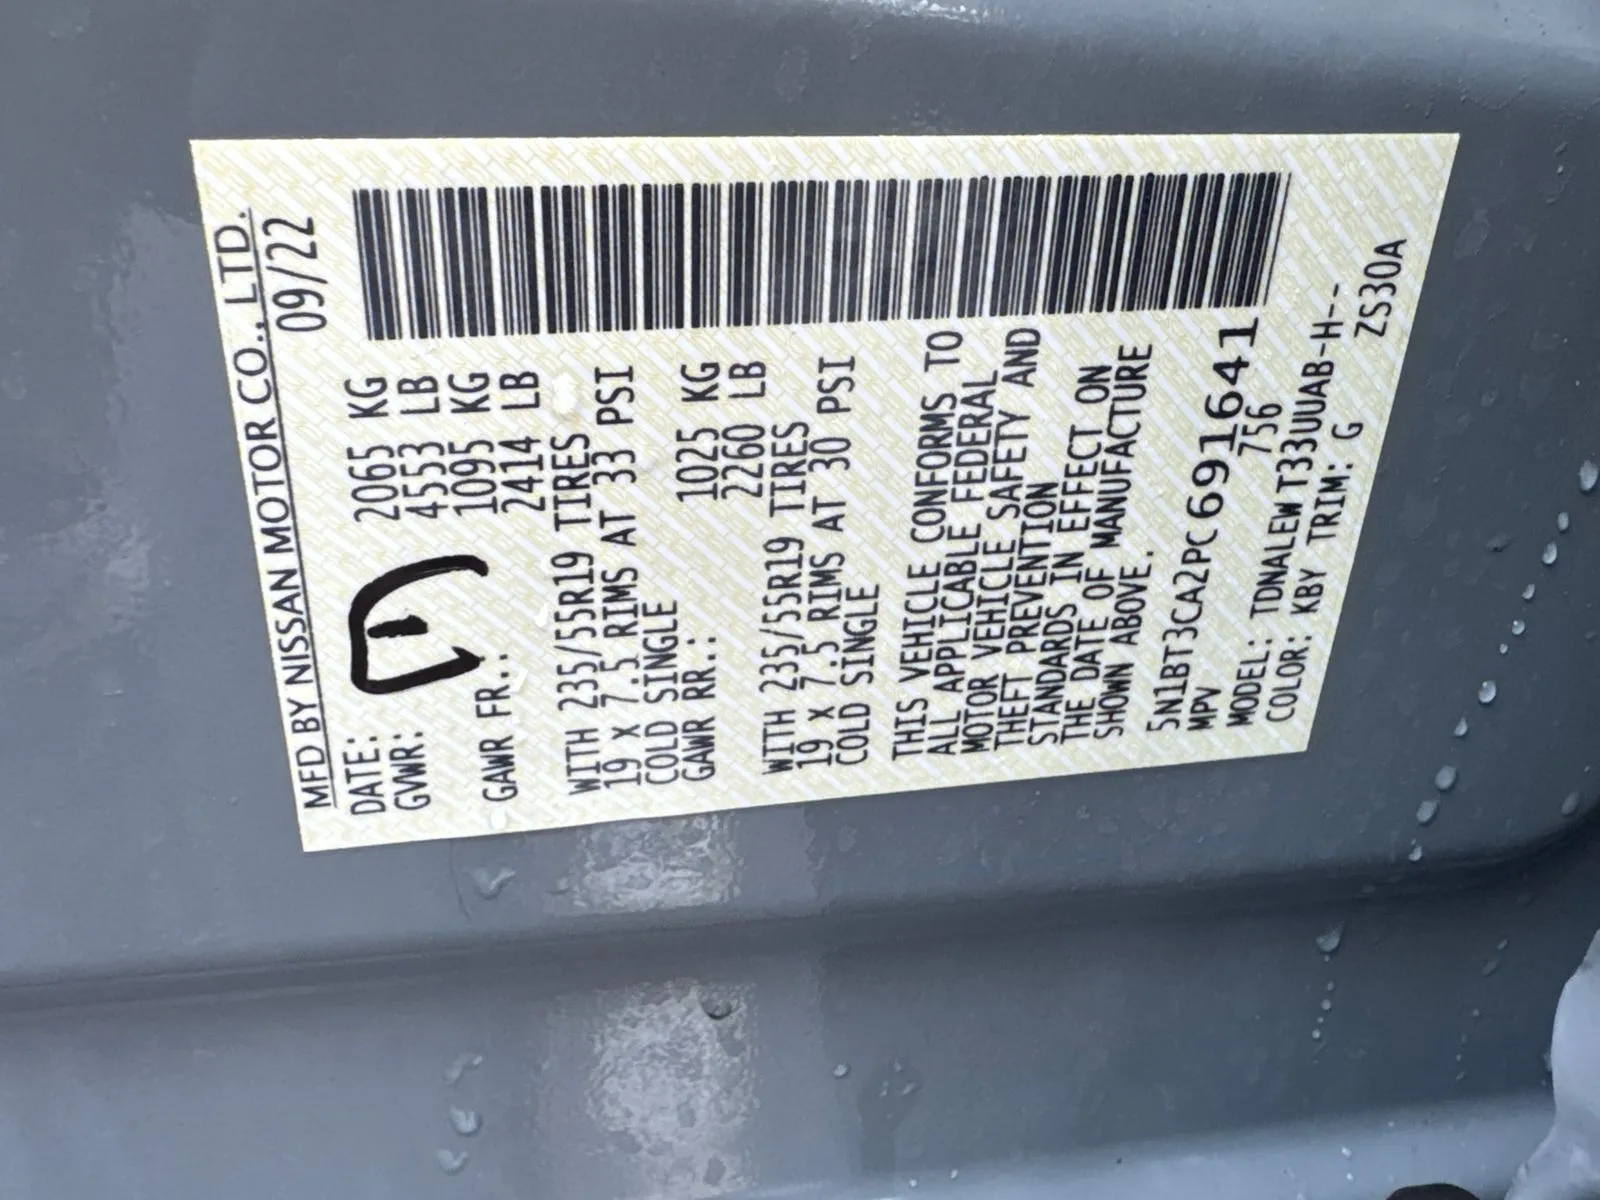 MFD BY NISSAN MOTOR CO., LTD.
DATE: 09/22
GVWR: 2065 KG
4553 LB
GAWR FR.: 1095 KG
2414 LB
WITH 235/55R19 TIRES
19 X 7.5 RIMS AT 33 PSI
COLD SINGLE
GAWR RR.: 1025 KG
2260 LB
WITH 235/55R19 TIRES
19 X 7.5 RIMS AT 30 PSI
COLD SINGLE
THIS VEHICLE CONFORMS TO
ALL APPLICABLE FEDERAL
MOTOR VEHICLE SAFETY AND
THEFT PREVENTION
STANDARDS IN EFFECT ON
THE DATE OF MANUFACTURE
SHOWN ABOVE.
5N1BT3CA2PC691641
MPV 756
MODEL: TDNALEWT33UUAB-H--
COLOR: KBY TRIM: G
ZS30A